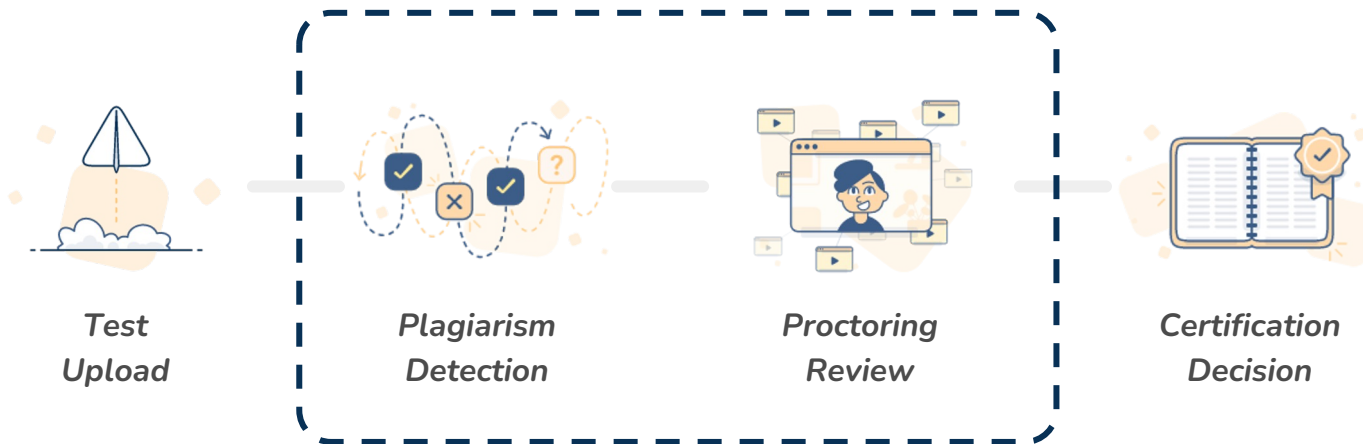 Test
Upload
Plagiarism
Detection
?
Proctoring
Review
Certification
Decision